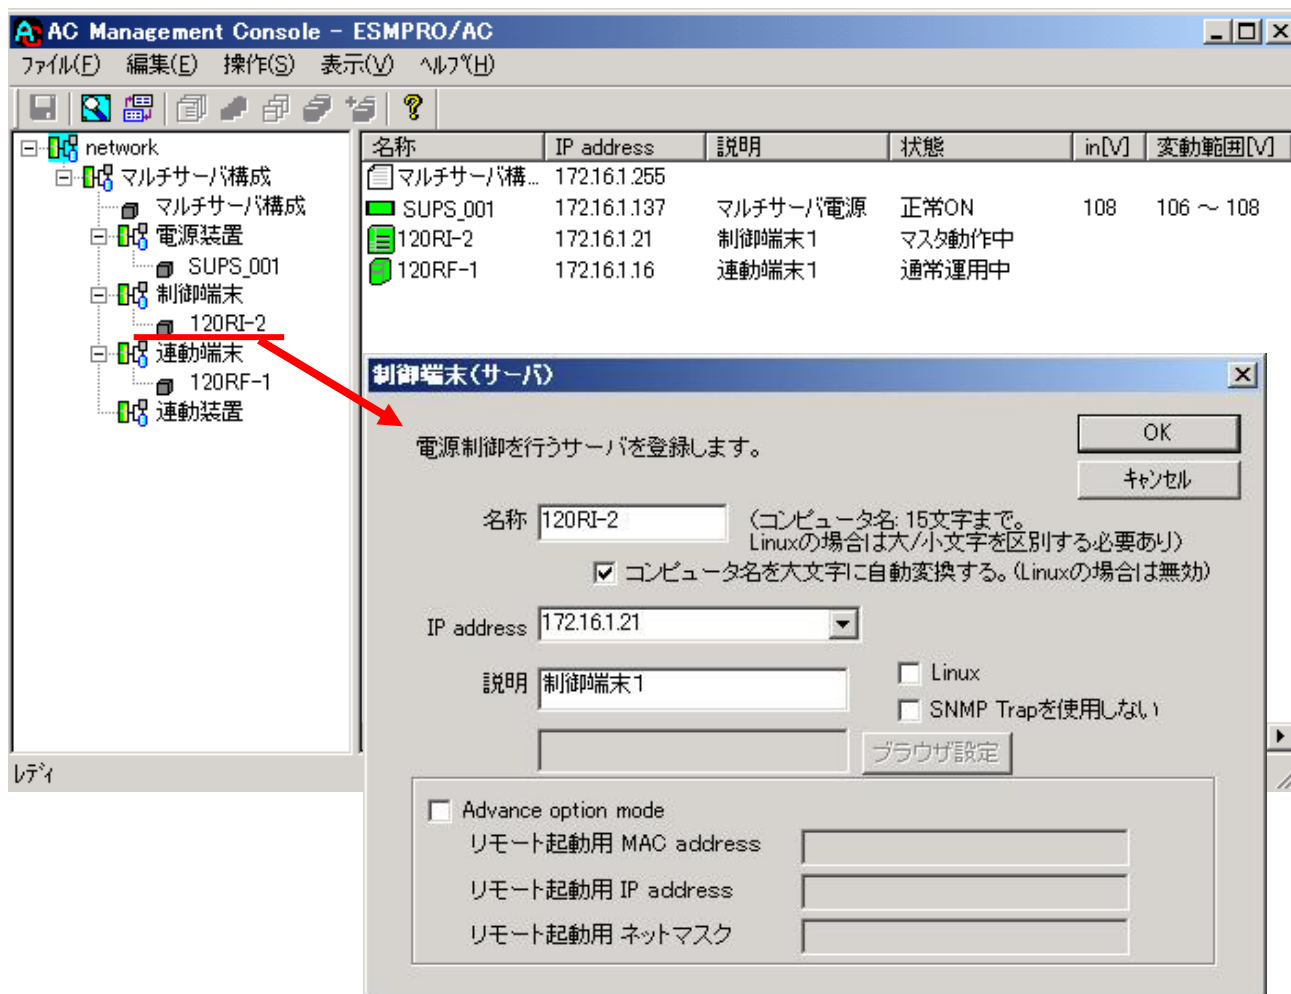 AC Management Console - ESMPRO/AC
ファイル(F) 編集(E) 操作(S) 表示(V) ヘルプ(H)
network
マルチサーバ構成
マルチサーバ構成
電源装置
SUPS_001
制御端末
120RI-2
連動端末
120RF-1
連動装置
名称 IP address 説明 状態 in[V] 変動範囲[V]
マルチサーバ構... 172.16.1.255
SUPS_001 172.16.1.137 マルチサーバ電源 正常ON 108 106 ～ 108
120RI-2 172.16.1.21 制御端末1 マスタ動作中
120RF-1 172.16.1.16 連動端末1 通常運用中
制御端末(サーバ)
電源制御を行うサーバを登録します。
OK
キャンセル
名称 120RI-2 (コンピュータ名: 15文字まで。
Linuxの場合は大/小文字を区別する必要あり)
コンピュータ名を大文字に自動変換する。(Linuxの場合は無効)
IP address 172.16.1.21
説明 制御端末1
Linux
SNMP Trapを使用しない
ブラウザ設定
Advance option mode
リモート起動用 MAC address
リモート起動用 IP address
リモート起動用 ネットマスク
レディ